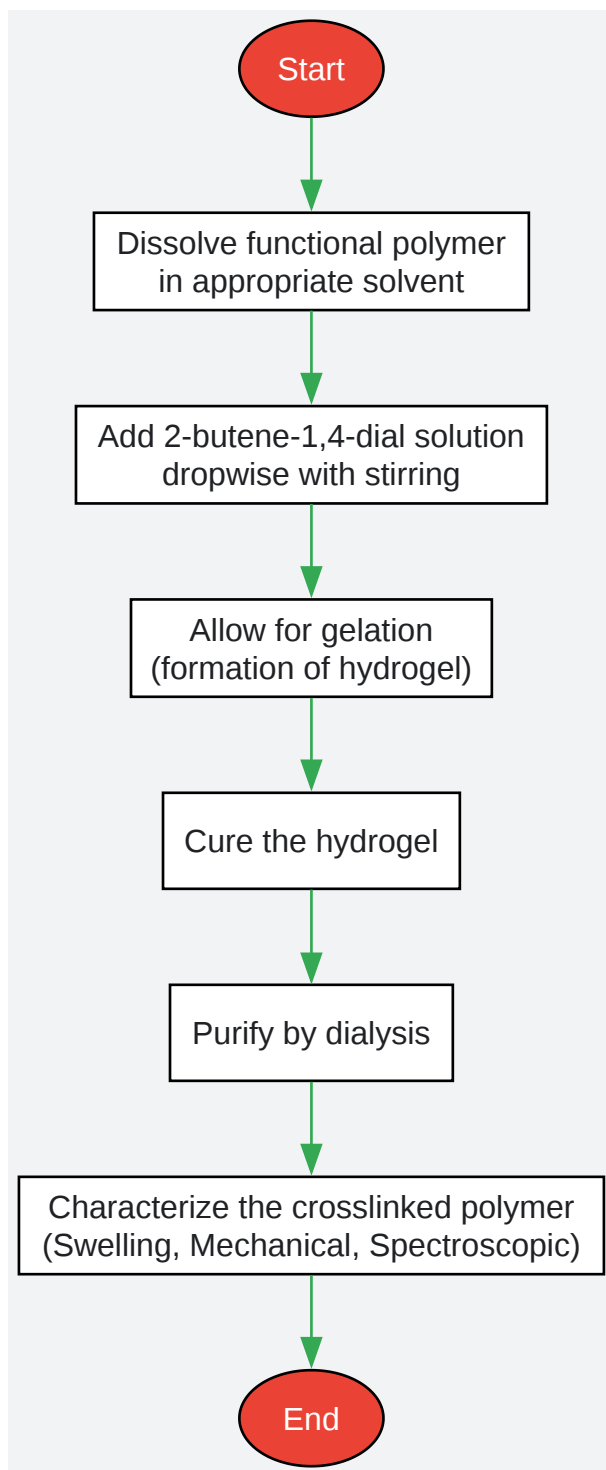 Start
Dissolve functional polymer
in appropriate solvent
Add 2-butene-1,4-dial solution
dropwise with stirring
Allow for gelation
(formation of hydrogel)
Cure the hydrogel
Purify by dialysis
Characterize the crosslinked polymer
(Swelling, Mechanical, Spectroscopic)
End